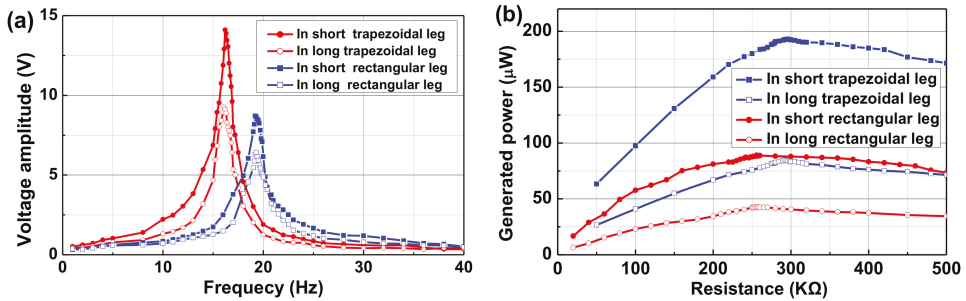 (a)
15
10
5
0
Voltage amplitude (V)
In short trapezoidal leg
In long trapezoidal leg
In short rectangular leg
In long rectangular leg
0
10
20
30
40
Frequecy (Hz)
(b)
200
150
100
50
0
Generated power (μW)
In short trapezoidal leg
In long trapezoidal leg
In short rectangular leg
In long rectangular leg
0
100
200
300
400
500
Resistance (KΩ)